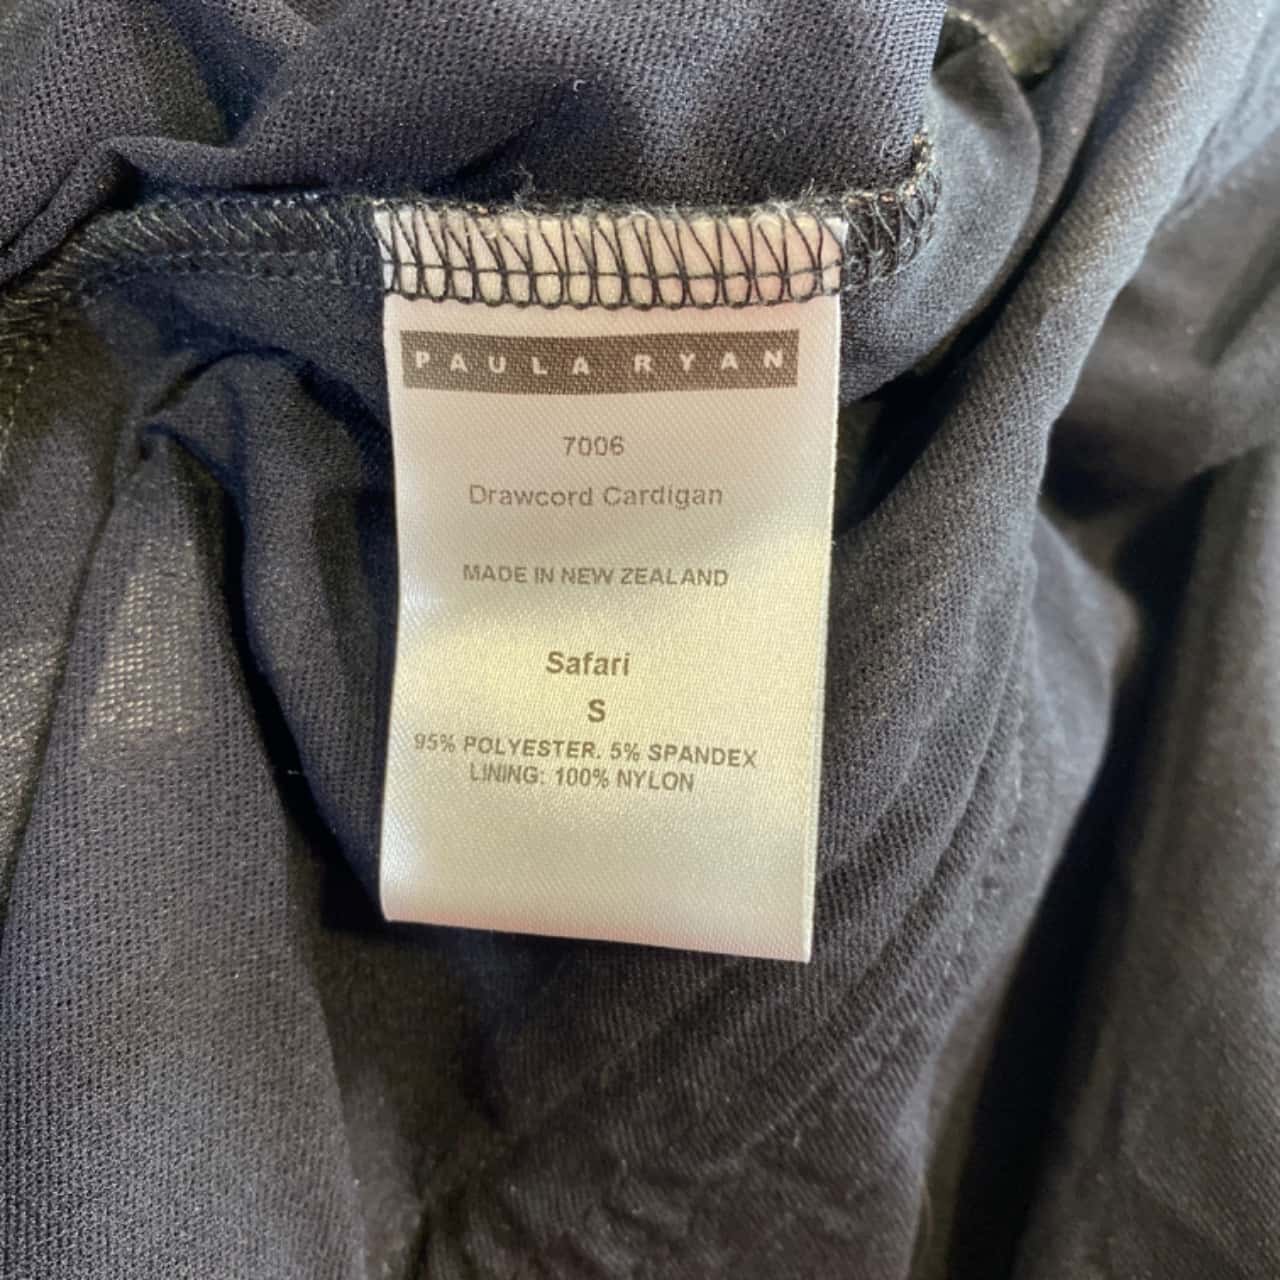 PAULA RYAN
7006
Drawcord Cardigan
MADE IN NEW ZEALAND
Safari
S
95% POLYESTER. 5% SPANDEX
LINING: 100% NYLON